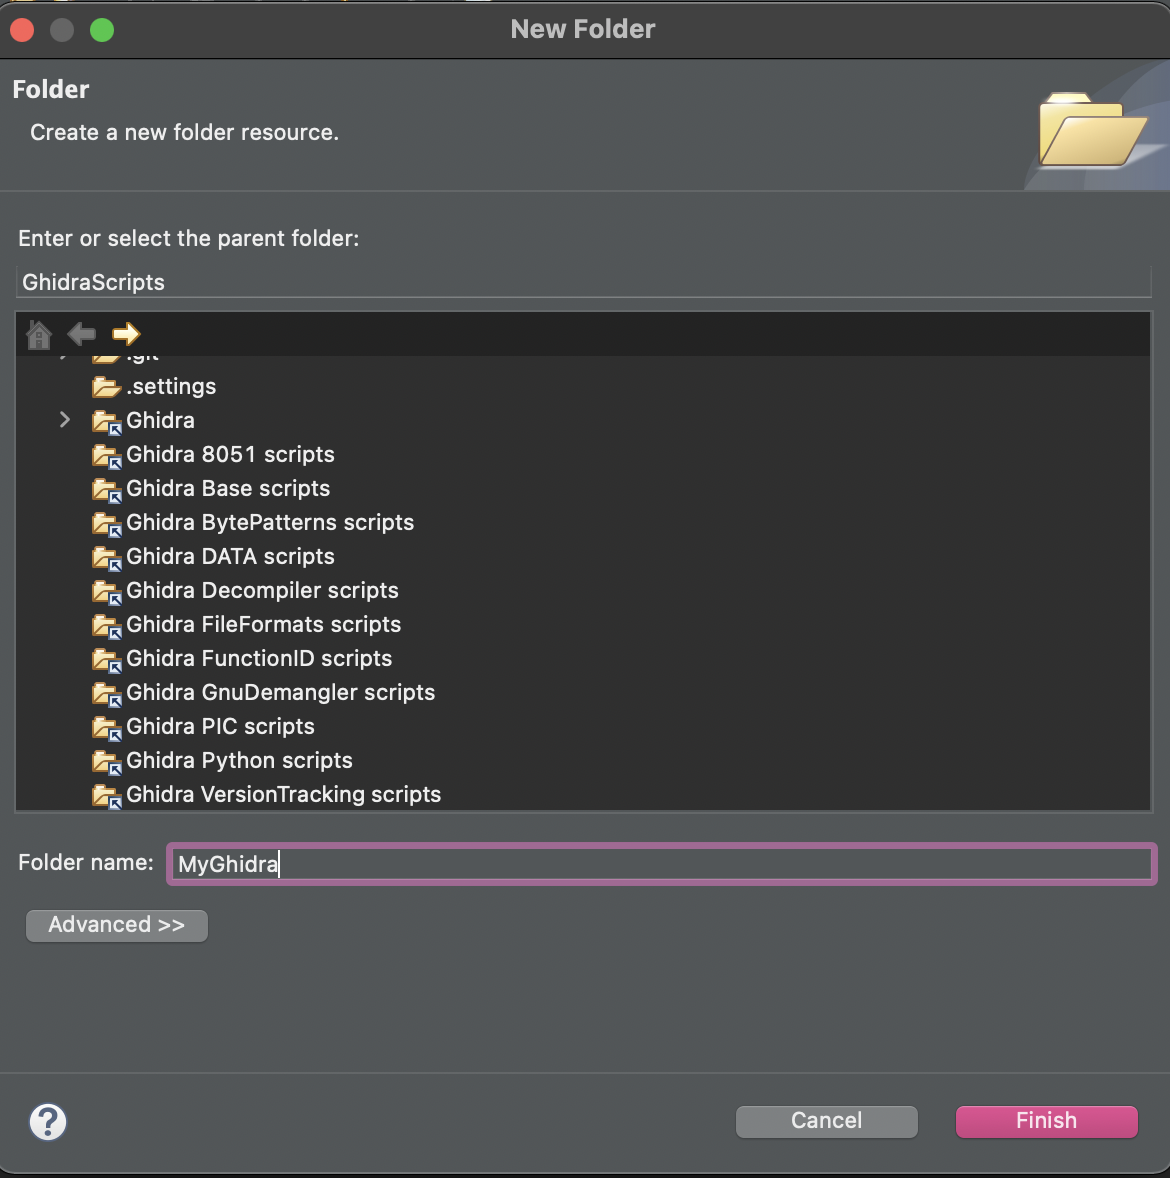 New Folder
Folder
Create a new folder resource.
Enter or select the parent folder:
GhidraScripts
.git
.settings
Ghidra
Ghidra 8051 scripts
Ghidra Base scripts
Ghidra BytePatterns scripts
Ghidra DATA scripts
Ghidra Decompiler scripts
Ghidra FileFormats scripts
Ghidra FunctionID scripts
Ghidra GnuDemangler scripts
Ghidra PIC scripts
Ghidra Python scripts
Ghidra VersionTracking scripts
Folder name: MyGhidra
Advanced >>
? Cancel Finish